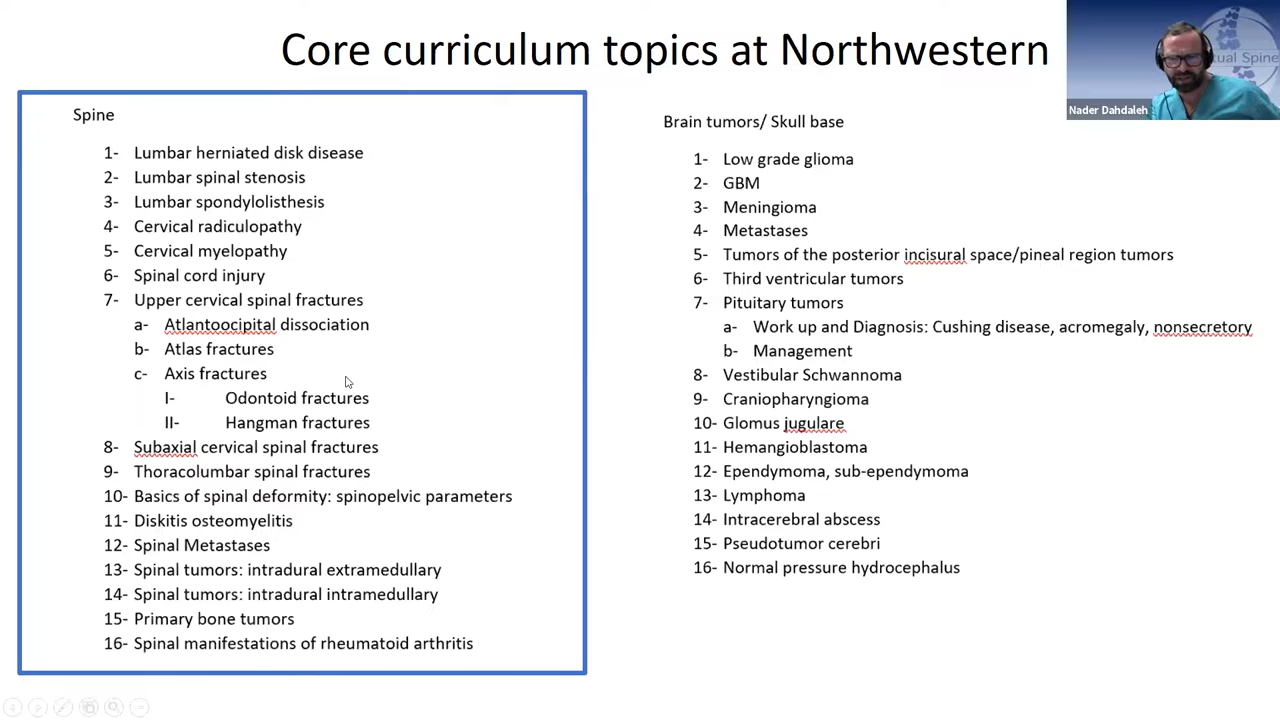 Core curriculum topics at Northwestern
tual Spine
Nader Dahdaleh
Spine
1- Lumbar herniated disk disease
2- Lumbar spinal stenosis
3- Lumbar spondylolisthesis
4- Cervical radiculopathy
5- Cervical myelopathy
6- Spinal cord injury
7- Upper cervical spinal fractures
a- Atlantoocipital dissociation
b- Atlas fractures
c- Axis fractures
I- Odontoid fractures
II- Hangman fractures
8- Subaxial cervical spinal fractures
9- Thoracolumbar spinal fractures
10- Basics of spinal deformity: spinopelvic parameters
11- Diskitis osteomyelitis
12- Spinal Metastases
13- Spinal tumors: intradural extramedullary
14- Spinal tumors: intradural intramedullary
15- Primary bone tumors
16- Spinal manifestations of rheumatoid arthritis
Brain tumors/ Skull base
1- Low grade glioma
2- GBM
3- Meningioma
4- Metastases
5- Tumors of the posterior incisural space/pineal region tumors
6- Third ventricular tumors
7- Pituitary tumors
a- Work up and Diagnosis: Cushing disease, acromegaly, nonsecretory
b- Management
8- Vestibular Schwannoma
9- Craniopharyngioma
10- Glomus jugulare
11- Hemangioblastoma
12- Ependymoma, sub-ependymoma
13- Lymphoma
14- Intracerebral abscess
15- Pseudotumor cerebri
16- Normal pressure hydrocephalus